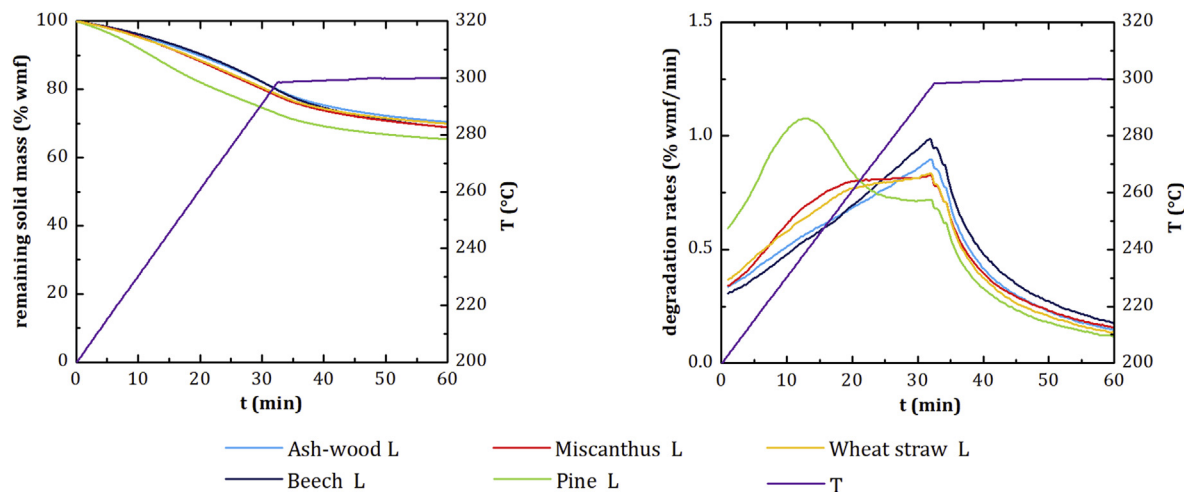 remaining solid mass (% wmf)
100
80
60
40
20
0
320
300
280
260
240
220
200
T (°C)
0 10 20 30 40 50 60
t (min)
degradation rates (% wmf/min)
1.5
1.0
0.5
0.0
320
300
280
260
240
220
200
T (°C)
0 10 20 30 40 50 60
t (min)
Ash-wood L Miscanthus L Wheat straw L
Beech L Pine L T